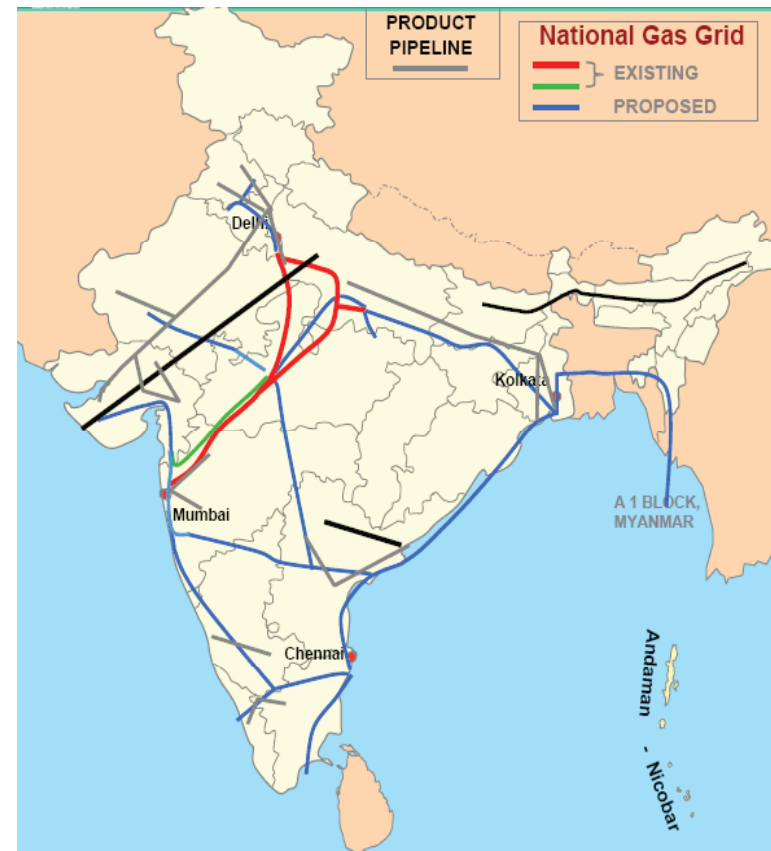 PRODUCT
PIPELINE
National Gas Grid
EXISTING
PROPOSED
Delhi
Kolkata
A 1 BLOCK,
MYANMAR
Mumbai
Chennai
Andaman
- Nicobar